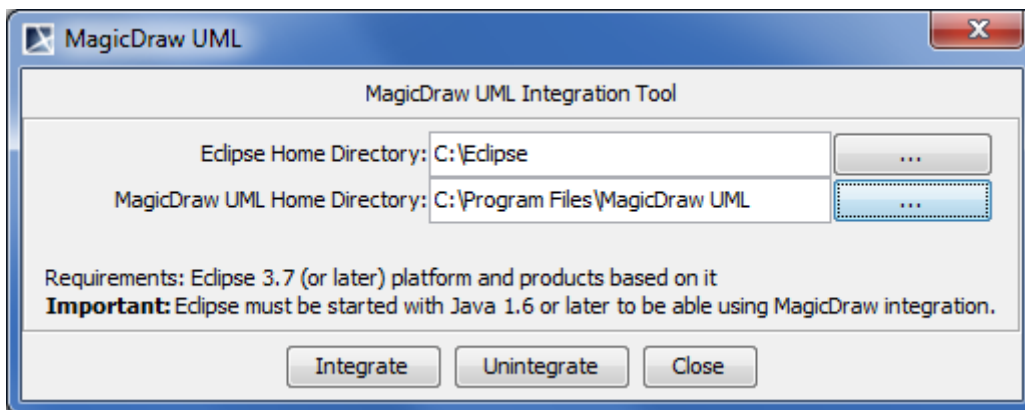 MagicDraw UML
MagicDraw UML Integration Tool
Eclipse Home Directory: C:\Eclipse ...
MagicDraw UML Home Directory: C:\Program Files\MagicDraw UML ...
Requirements: Eclipse 3.7 (or later) platform and products based on it
Important: Eclipse must be started with Java 1.6 or later to be able using MagicDraw integration.
Integrate Unintegrate Close